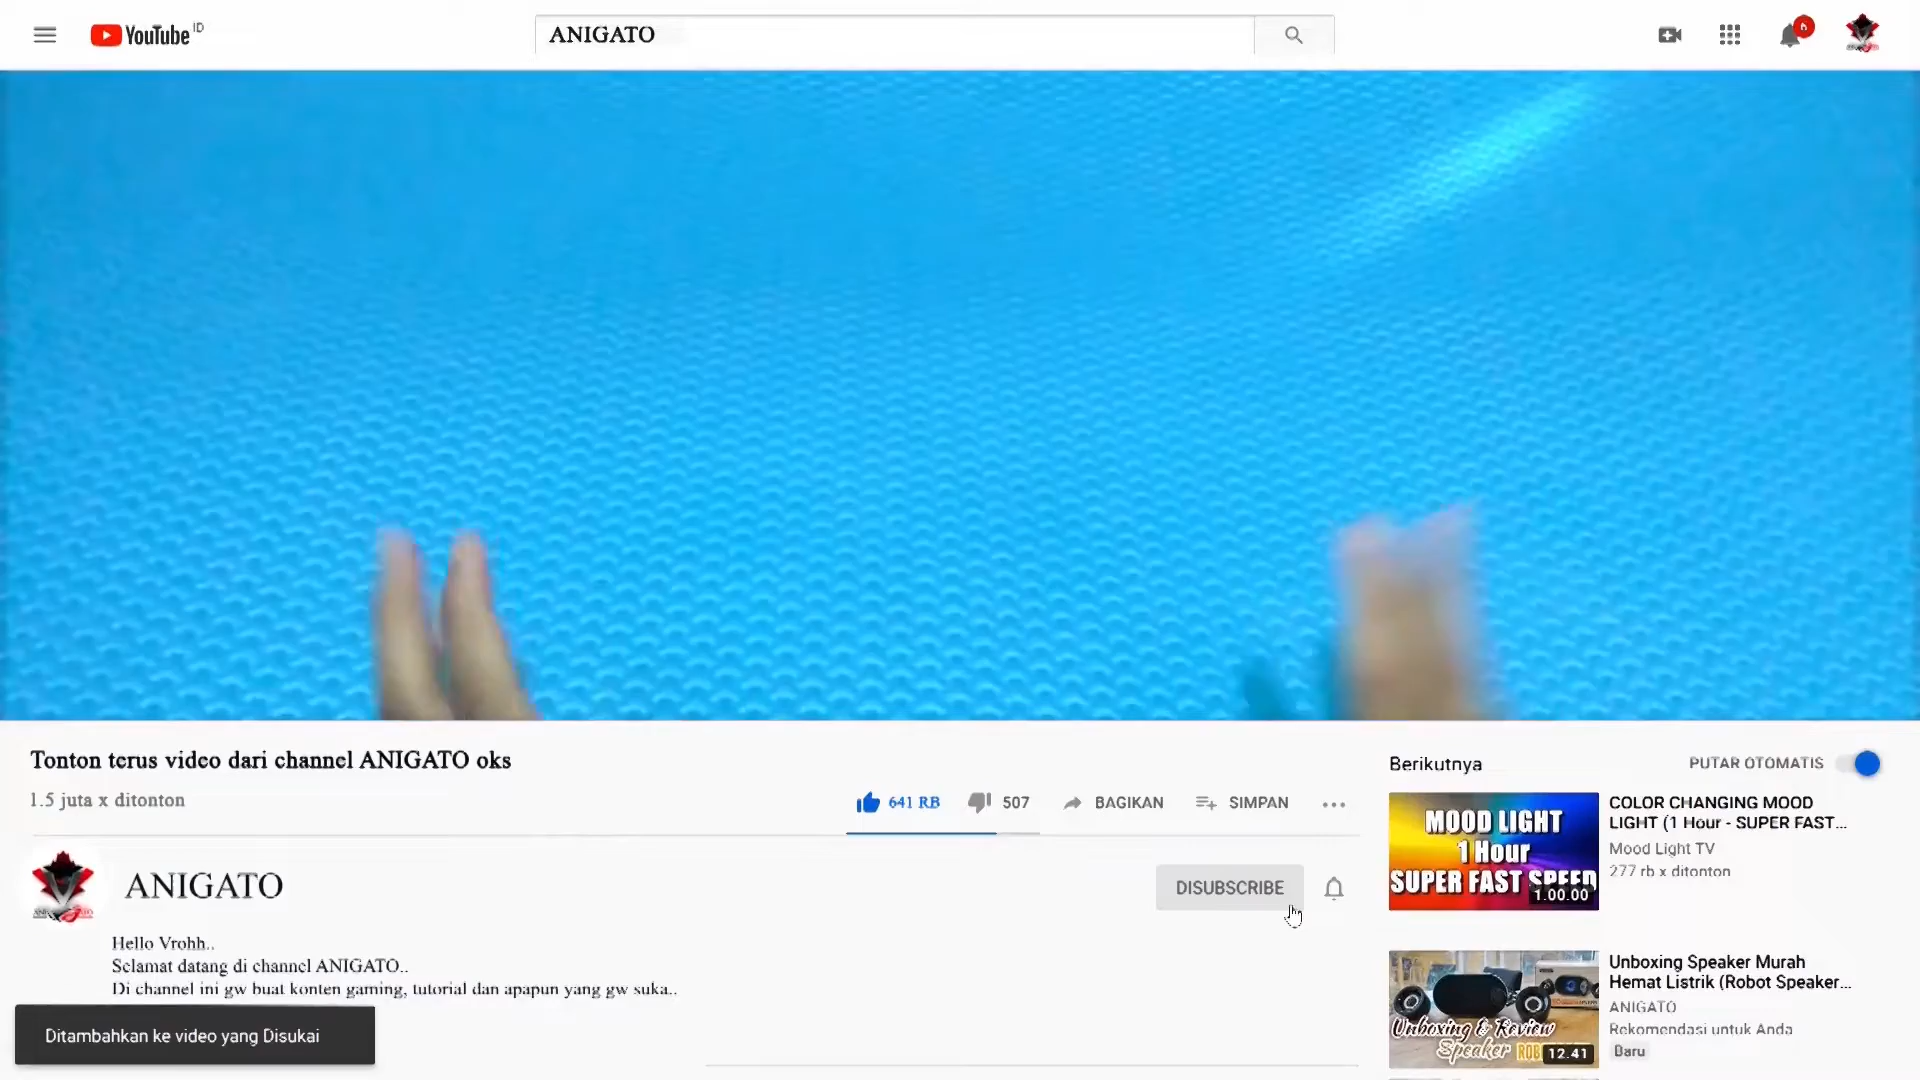 YouTube ID
ANIGATO
Tonton terus video dari channel ANIGATO oks
1.5 juta x ditonton
641 RB
507
BAGIKAN
SIMPAN
ANIGATO
DISUBSCRIBE
Hello Vrohh..
Selamat datang di channel ANIGATO..
Di channel ini gw buat konten gaming, tutorial dan apapun yang gw suka..
Ditambahkan ke video yang Disukai
Berikutnya
PUTAR OTOMATIS
MOOD LIGHT
1 Hour
SUPER FAST SPEED
1.00.00
COLOR CHANGING MOOD
LIGHT (1 Hour - SUPER FAST...
Mood Light TV
277 rb x ditonton
Unboxing & Review
Speaker ROB
12.41
Unboxing Speaker Murah
Hemat Listrik (Robot Speaker...
ANIGATO
Rekomendasi untuk Anda
Baru